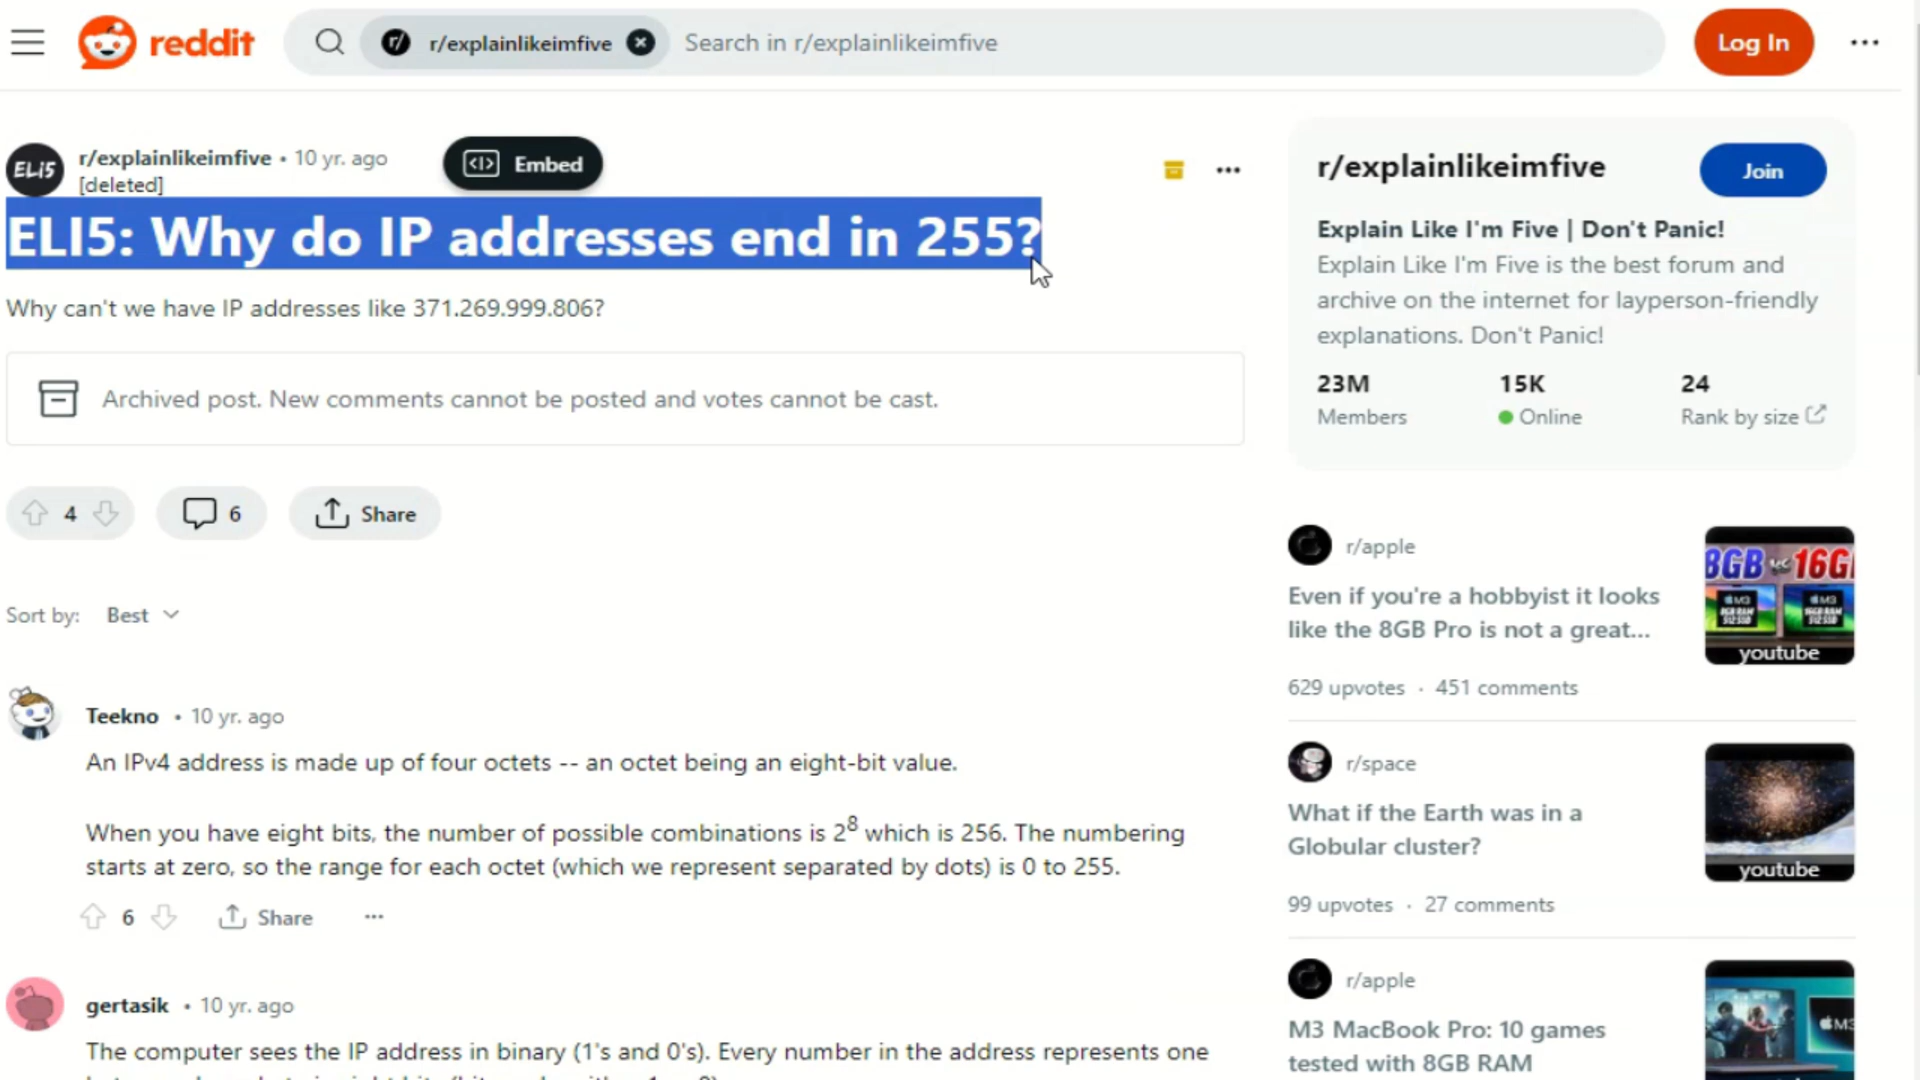 reddit
r/explainlikeimfive
Search in r/explainlikeimfive
Log In
ELI5
r/explainlikeimfive • 10 yr. ago
[deleted]
Embed
ELI5: Why do IP addresses end in 255?
Why can't we have IP addresses like 371.269.999.806?
Archived post. New comments cannot be posted and votes cannot be cast.
4
6
Share
Sort by: Best
Teekno • 10 yr. ago
An IPv4 address is made up of four octets -- an octet being an eight-bit value.
When you have eight bits, the number of possible combinations is 2⁸ which is 256. The numbering
starts at zero, so the range for each octet (which we represent separated by dots) is 0 to 255.
6 Share
gertasik • 10 yr. ago
The computer sees the IP address in binary (1's and 0's). Every number in the address represents one
r/explainlikeimfive
Join
Explain Like I'm Five | Don't Panic!
Explain Like I'm Five is the best forum and
archive on the internet for layperson-friendly
explanations. Don't Panic!
23M 15K 24
Members Online Rank by size
r/apple
Even if you're a hobbyist it looks
like the 8GB Pro is not a great...
629 upvotes · 451 comments
8GB 16G
youtube
r/space
What if the Earth was in a
Globular cluster?
99 upvotes · 27 comments
youtube
r/apple
M3 MacBook Pro: 10 games
tested with 8GB RAM